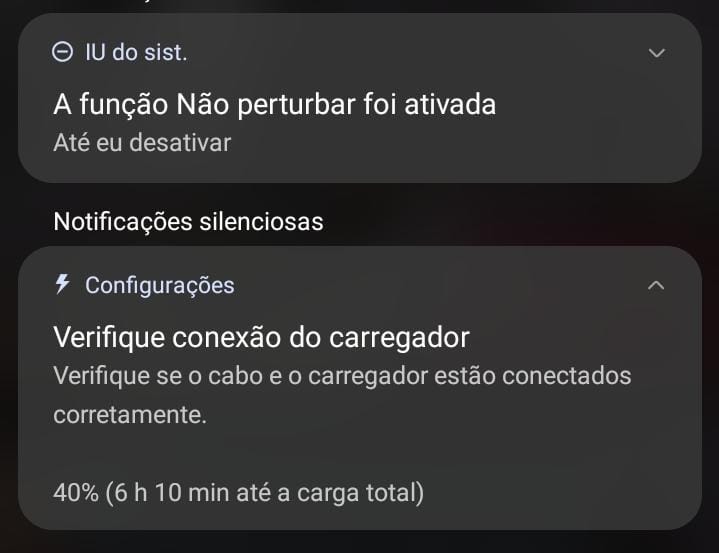 IU do sist.
A função Não perturbar foi ativada
Até eu desativar
Notificações silenciosas
Configurações
Verifique conexão do carregador
Verifique se o cabo e o carregador estão conectados
corretamente.
40% (6 h 10 min até a carga total)